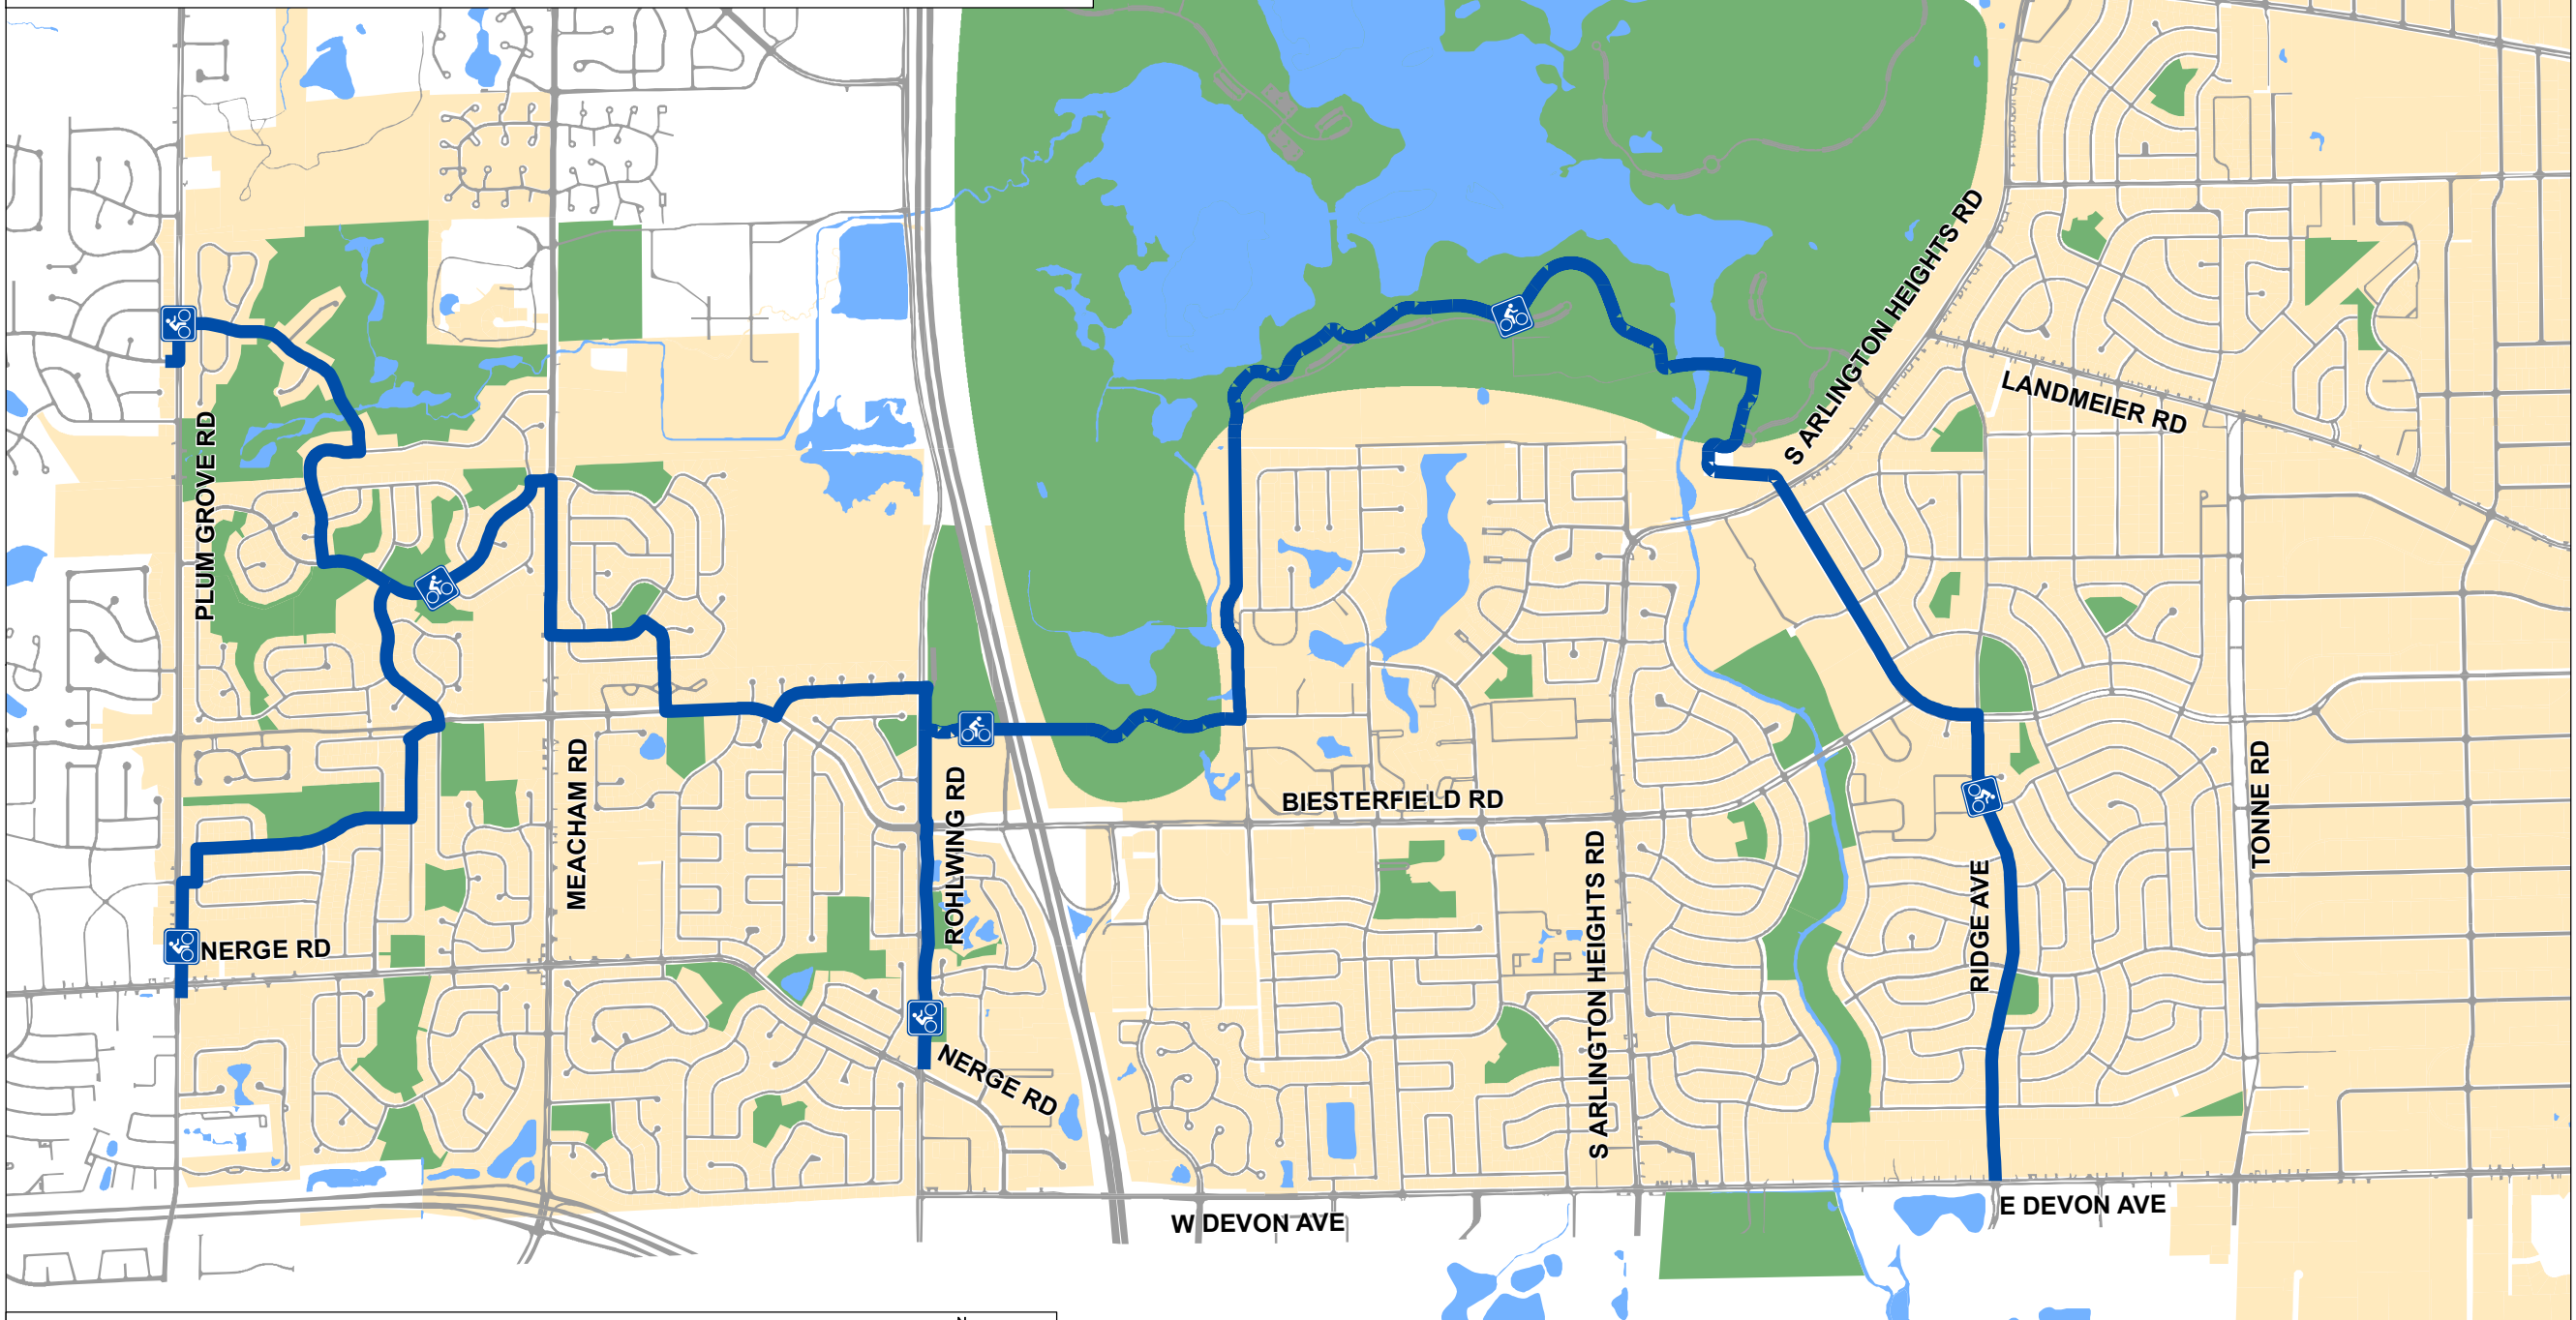 S ARLINGTON HEIGHTS RD
LANDMEIER RD
PLUM GROVE RD
MEACHAM RD
ROHLWING RD
BIESTERFIELD RD
S ARLINGTON HEIGHTS RD
RIDGE AVE
TONNE RD
NERGE RD
NERGE RD
W DEVON AVE
E DEVON AVE
N